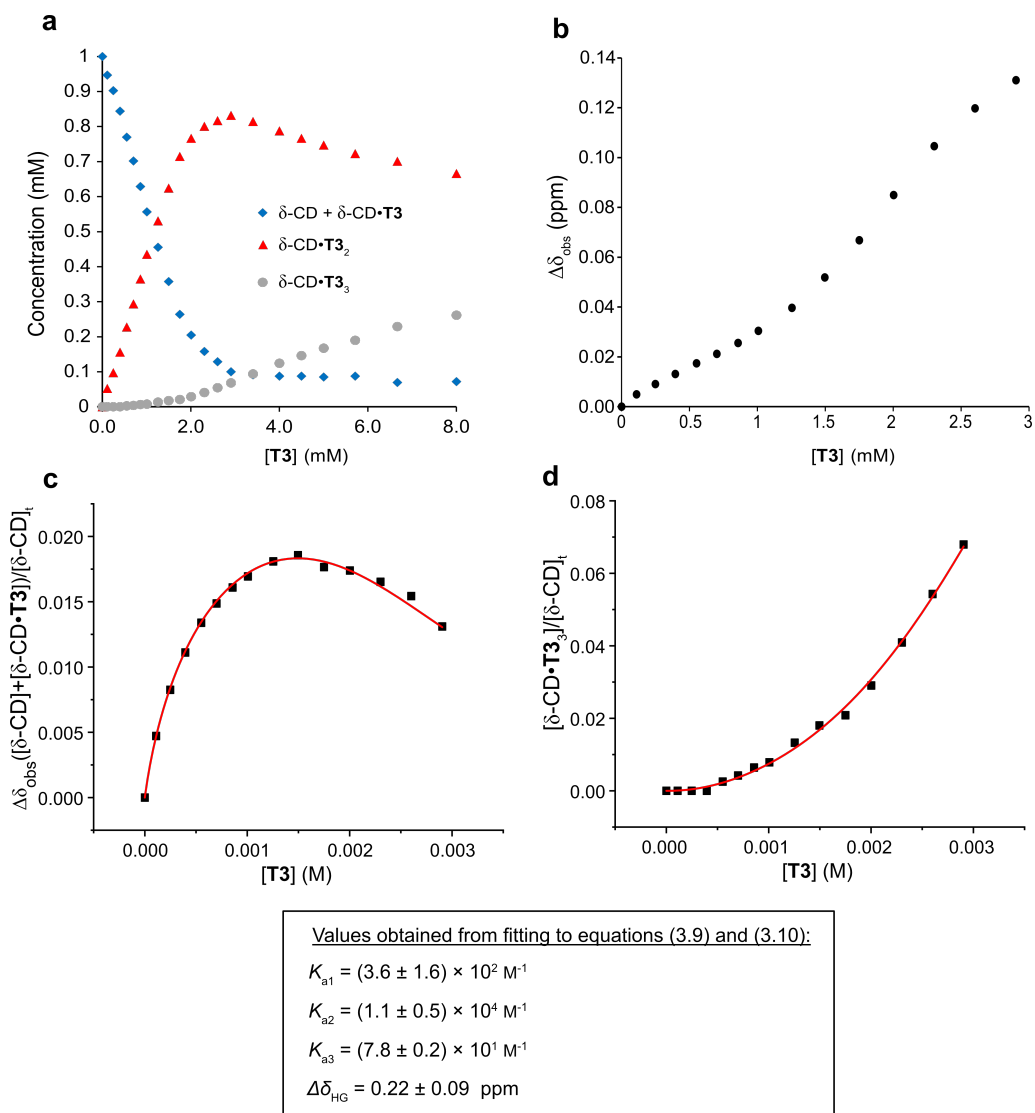 a
1
0.9
0.8
0.7
0.6
0.5
0.4
0.3
0.2
0.1
0
Concentration (mM)
δ-CD + δ-CD•T3
δ-CD•T3₂
δ-CD•T3₃
0.0 2.0 4.0 6.0 8.0
[T3] (mM)
b
0.14
0.12
0.10
0.08
0.06
0.04
0.02
0.00
Δδobs (ppm)
0 0.5 1 1.5 2 2.5 3
[T3] (mM)
c
0.020
0.015
0.010
0.005
0.000
Δδobs([δ-CD]+[δ-CD•T3])/[δ-CD]t
0.000 0.001 0.002 0.003
[T3] (M)
d
0.08
0.06
0.04
0.02
0.00
[δ-CD•T3₃]/[δ-CD]t
0.000 0.001 0.002 0.003
[T3] (M)
Values obtained from fitting to equations (3.9) and (3.10):
Ka1 = (3.6 ± 1.6) × 10² M⁻¹
Ka2 = (1.1 ± 0.5) × 10⁴ M⁻¹
Ka3 = (7.8 ± 0.2) × 10¹ M⁻¹
ΔδHG = 0.22 ± 0.09 ppm